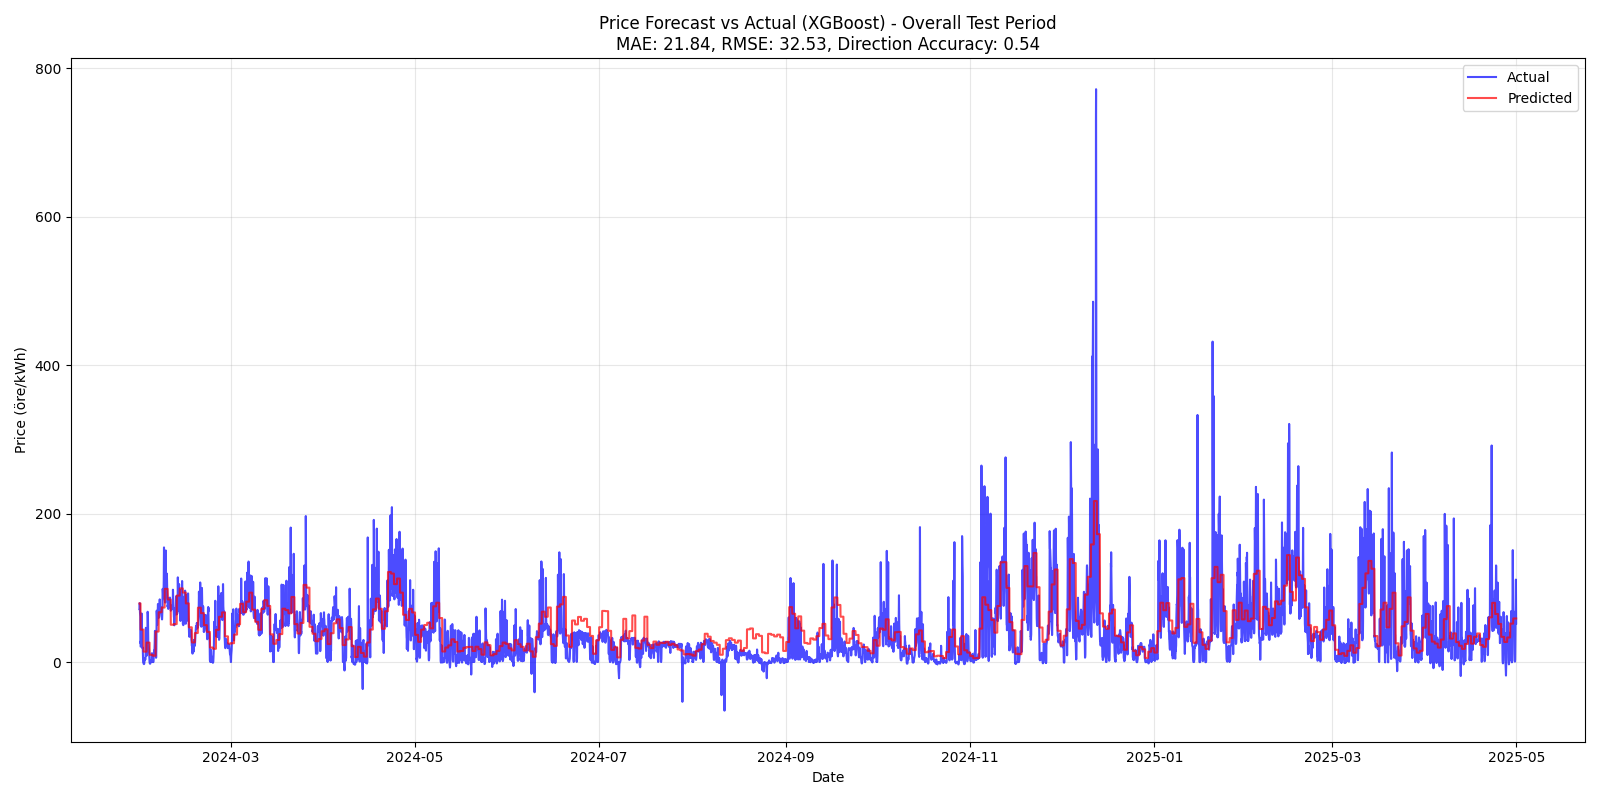 Price Forecast vs Actual (XGBoost) - Overall Test Period
MAE: 21.84, RMSE: 32.53, Direction Accuracy: 0.54
Actual
Predicted
Price (öre/kWh)
800
600
400
200
0
2024-03
2024-05
2024-07
2024-09
2024-11
2025-01
2025-03
2025-05
Date